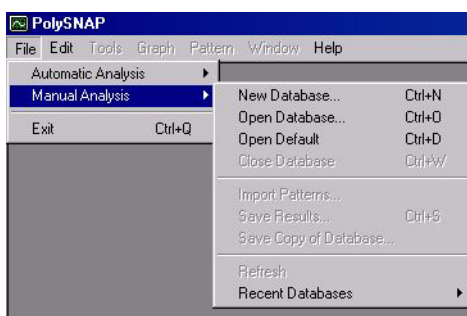 PolySNAP
File Edit Tools Graph Pattern Window Help
Automatic Analysis
Manual Analysis
Exit Ctrl+Q
New Database... Ctrl+N
Open Database... Ctrl+O
Open Default Ctrl+D
Close Database Ctrl+W
Import Patterns...
Save Results... Ctrl+S
Save Copy of Database...
Refresh
Recent Databases